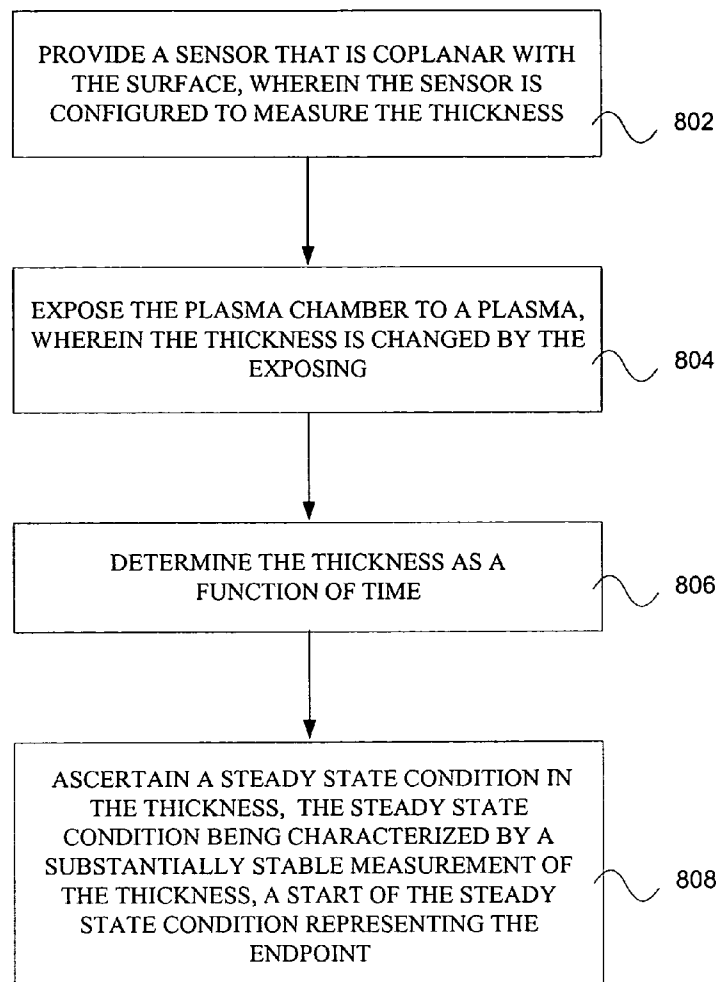 PROVIDE A SENSOR THAT IS COPLANAR WITH
THE SURFACE, WHEREIN THE SENSOR IS
CONFIGURED TO MEASURE THE THICKNESS
802
EXPOSE THE PLASMA CHAMBER TO A PLASMA,
WHEREIN THE THICKNESS IS CHANGED BY THE
EXPOSING
804
DETERMINE THE THICKNESS AS A
FUNCTION OF TIME
806
ASCERTAIN A STEADY STATE CONDITION IN
THE THICKNESS, THE STEADY STATE
CONDITION BEING CHARACTERIZED BY A
SUBSTANTIALLY STABLE MEASUREMENT OF
THE THICKNESS, A START OF THE STEADY
STATE CONDITION REPRESENTING THE
ENDPOINT
808